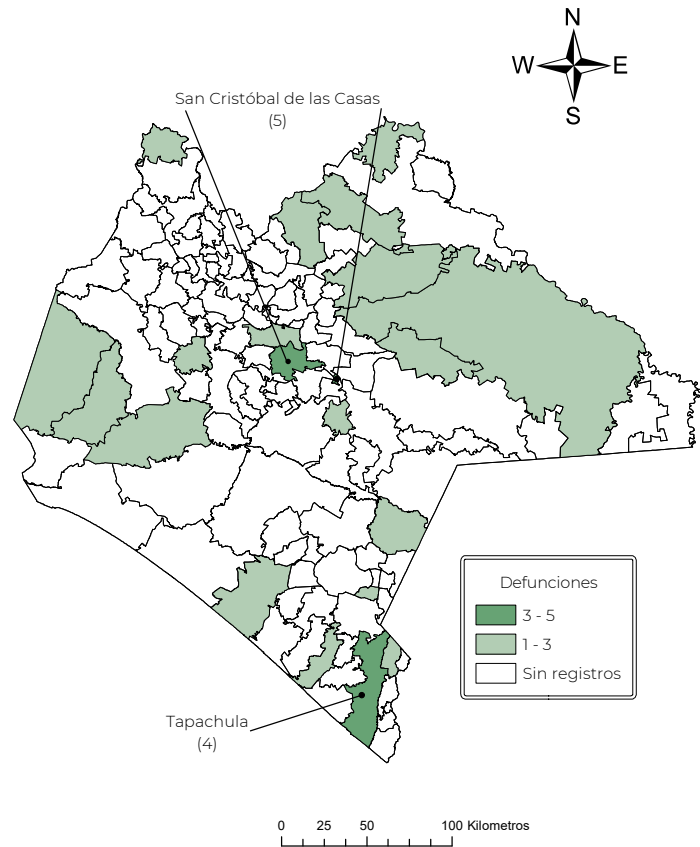 N
W E
S
San Cristóbal de las Casas
(5)
Defunciones
3 - 5
1 - 3
Sin registros
Tapachula
(4)
0 25 50 100 Kilometros